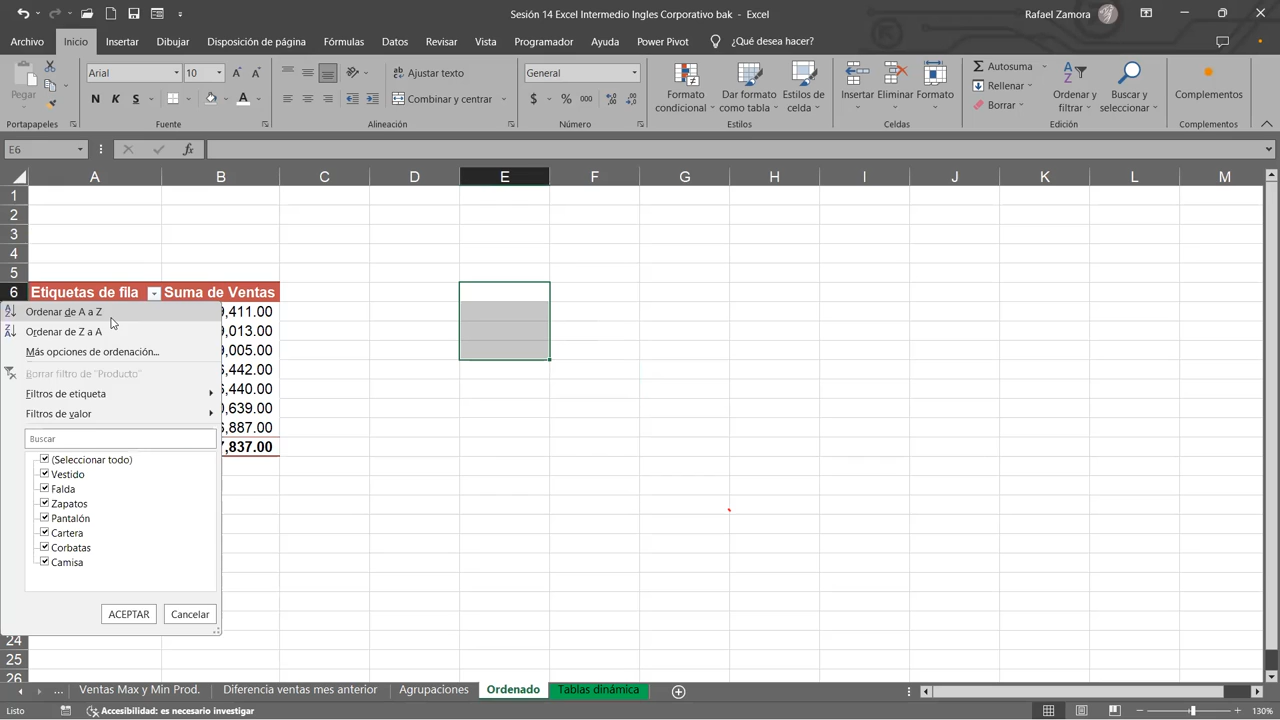 Sesión 14 Excel Intermedio Ingles Corporativo bak - Excel
Rafael Zamora
Archivo Inicio Insertar Dibujar Disposición de página Fórmulas Datos Revisar Vista Programador Ayuda Power Pivot ¿Qué desea hacer?
Pegar
Arial 10
N K S
Ajustar texto
Combinar y centrar
General
$ % 000
Formato condicional
Dar formato como tabla
Estilos de celda
Insertar Eliminar Formato
Autosuma
Rellenar
Borrar
Ordenar y filtrar
Buscar y seleccionar
Complementos
Portapapeles Fuente Alineación Número Estilos Celdas Edición Complementos
E6
A B C D E F G H I J K L M
1
2
3
4
5
6 Etiquetas de fila Suma de Ventas
Ordenar de A a Z
,411.00
Ordenar de Z a A
,013.00
Más opciones de ordenación...
,005.00
Borrar filtro de "Producto"
,442.00
Filtros de etiqueta
,440.00
Filtros de valor
,639.00
,887.00
Buscar
,837.00
(Seleccionar todo)
Vestido
Falda
Zapatos
Pantalón
Cartera
Corbatas
Camisa
ACEPTAR Cancelar
24
25
26
... Ventas Max y Min Prod. Diferencia ventas mes anterior Agrupaciones Ordenado Tablas dinámica
Listo Accesibilidad: es necesario investigar 130%